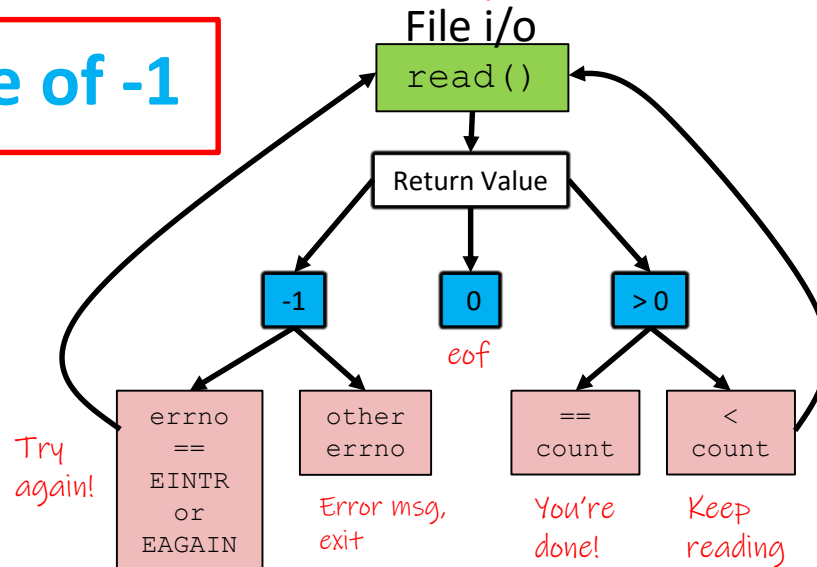 File i/o
e of -1
read()
Return Value
-1
0
> 0
eof
errno
==
EINTR
or
EAGAIN
other
errno
==
count
<
count
Try
again!
Error msg,
exit
You're
done!
Keep
reading